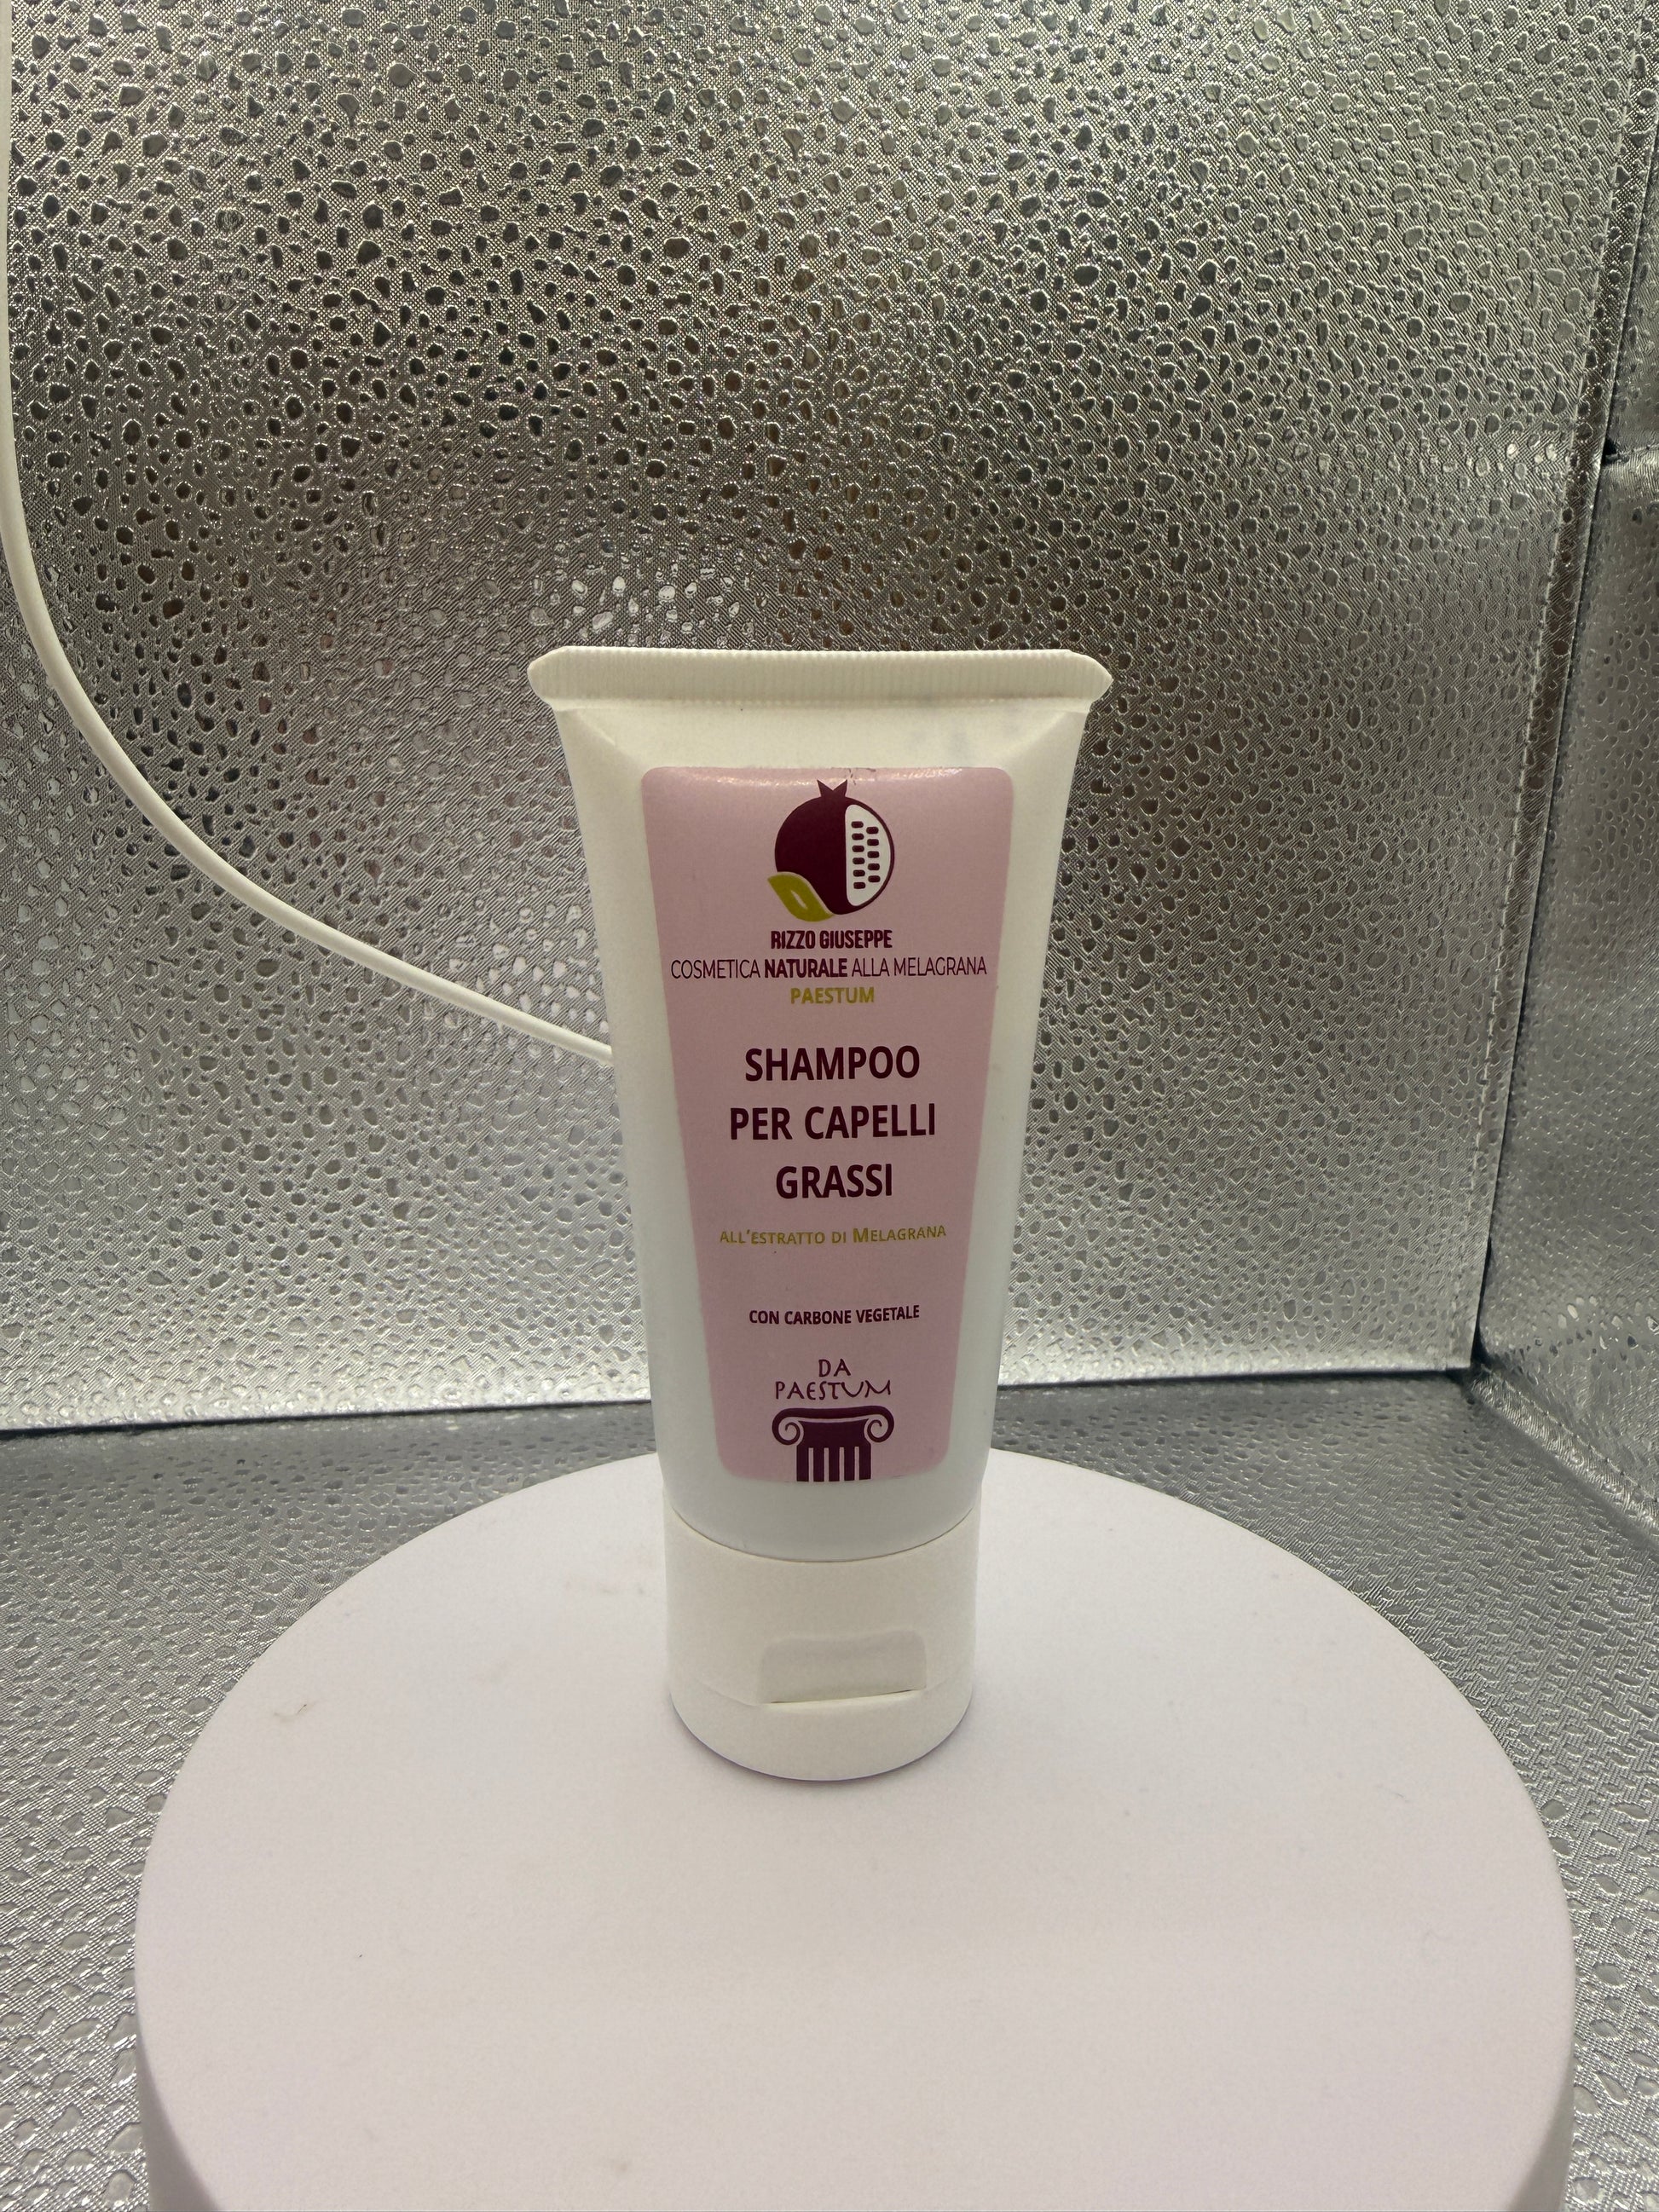 RIZZO GIUSEPPE
COSMETICA NATURALE ALLA MELAGRANA
PAESTUM
SHAMPOO
PER CAPELLI
GRASSI
ALL'ESTRATTO DI MELAGRANA
CON CARBONE VEGETALE
DA
PAESTUM